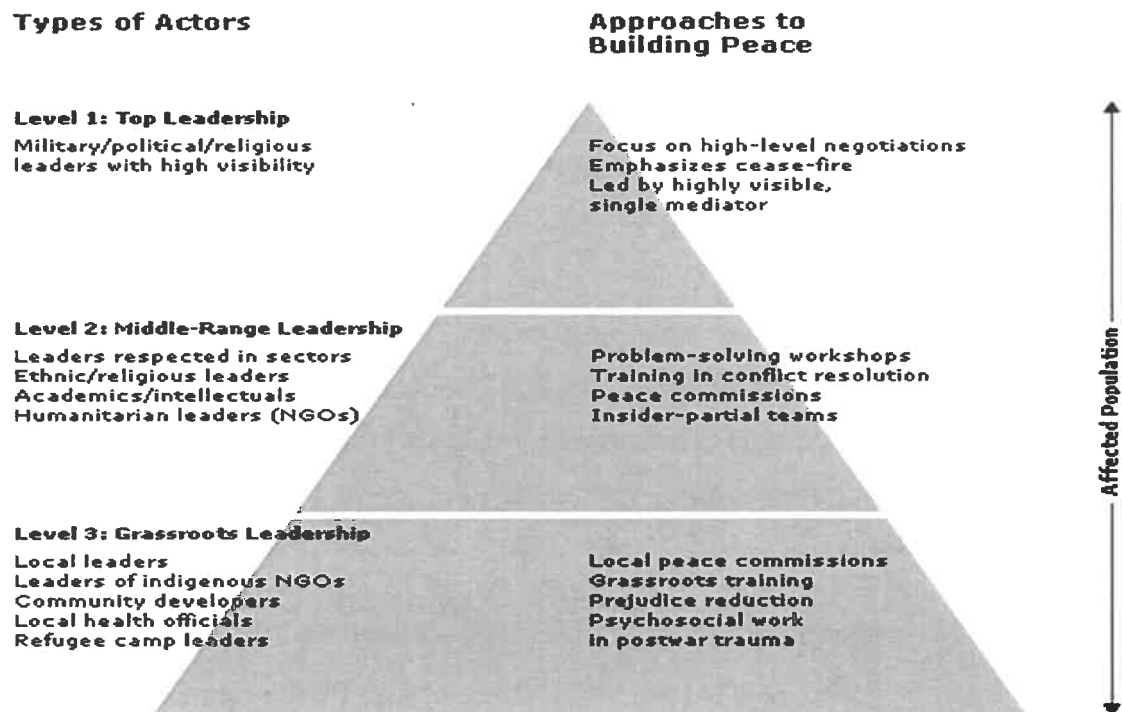 Types of Actors
Approaches to
Building Peace
Level 1: Top Leadership
Military/political/religious
leaders with high visibility
Focus on high-level negotiations
Emphasizes cease-fire
Led by highly visible,
single mediator
Level 2: Middle-Range Leadership
Leaders respected in sectors
Ethnic/religious leaders
Academics/intellectuals
Humanitarian leaders (NGOs)
Problem-solving workshops
Training in conflict resolution
Peace commissions
Insider-partial teams
Level 3: Grassroots Leadership
Local leaders
Leaders of indigenous NGOs
Community developers
Local health officials
Refugee camp leaders
Local peace commissions
Grassroots training
Prejudice reduction
Psychosocial work
in postwar trauma
Affected Population